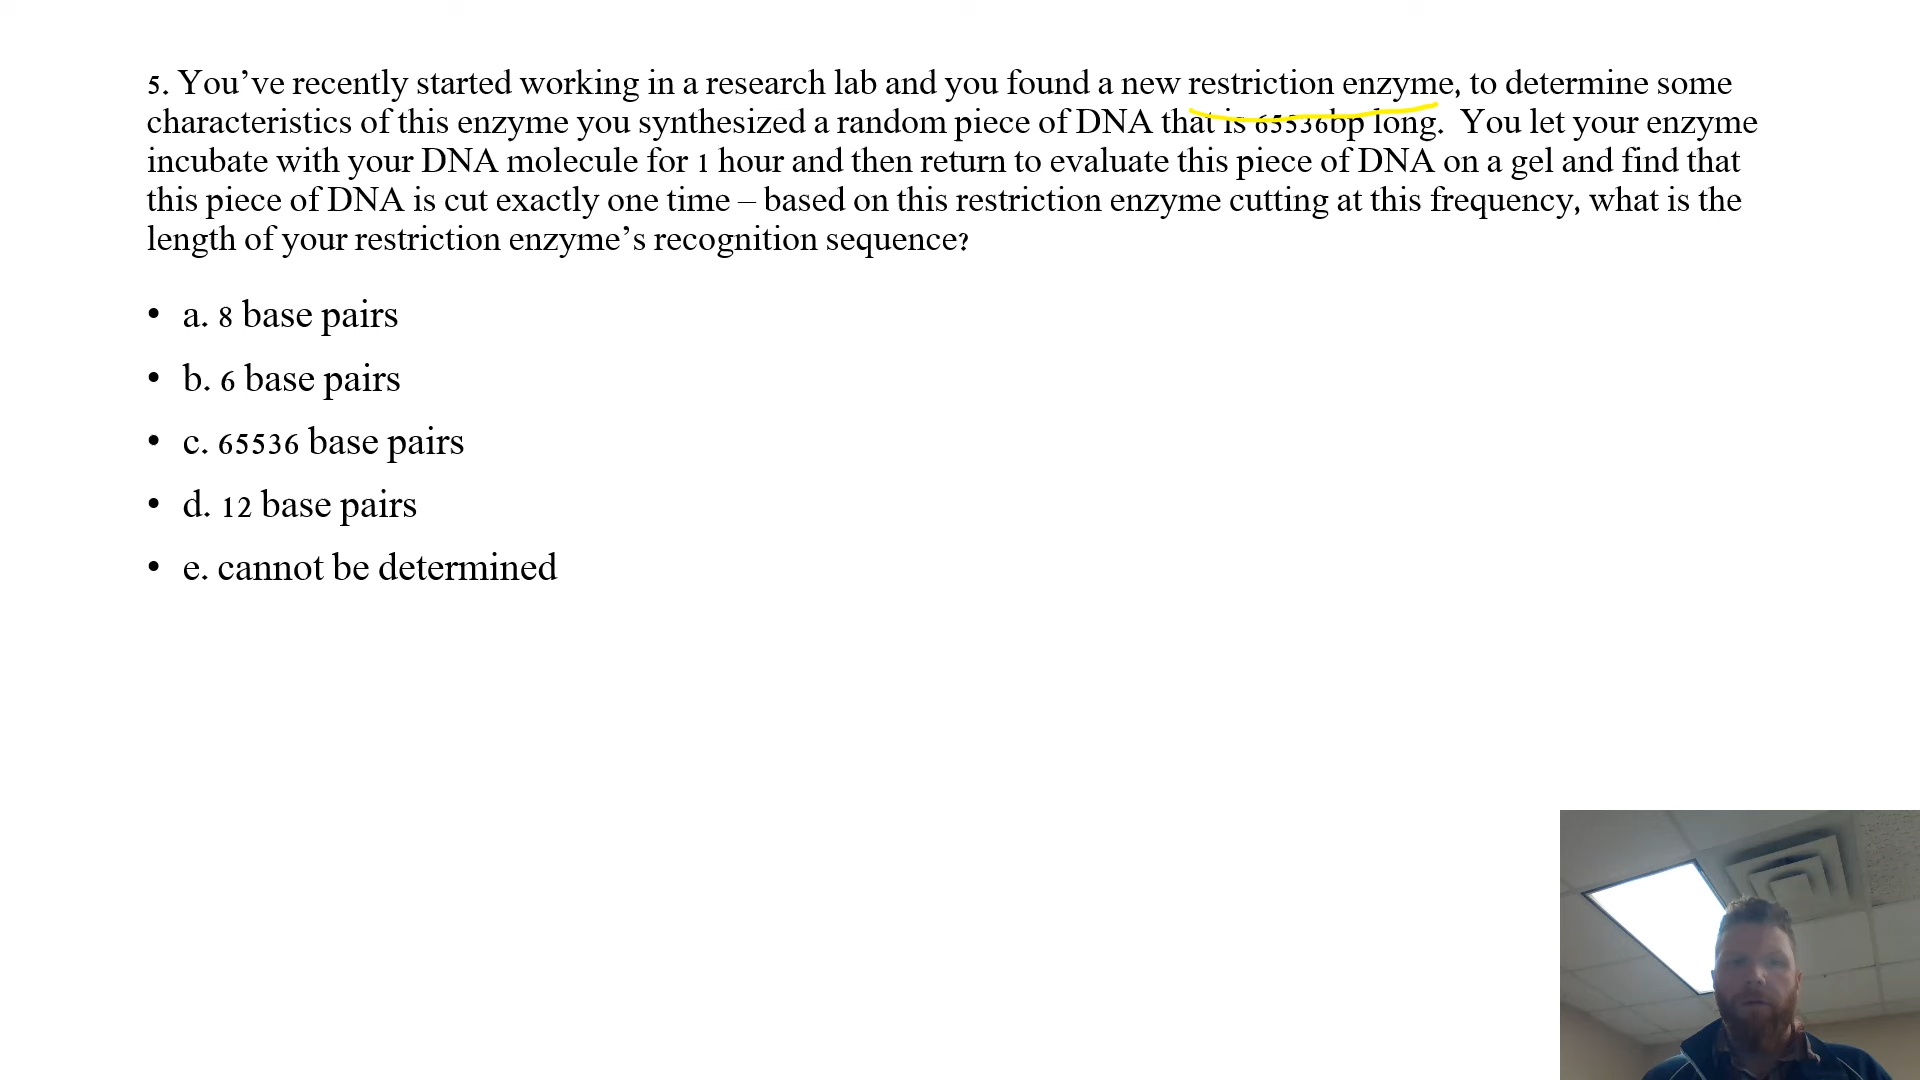 5. You’ve recently started working in a research lab and you found a new restriction enzyme, to determine some
characteristics of this enzyme you synthesized a random piece of DNA that is 65536bp long.  You let your enzyme
incubate with your DNA molecule for 1 hour and then return to evaluate this piece of DNA on a gel and find that
this piece of DNA is cut exactly one time – based on this restriction enzyme cutting at this frequency, what is the
length of your restriction enzyme’s recognition sequence?
• a. 8 base pairs
• b. 6 base pairs
• c. 65536 base pairs
• d. 12 base pairs
• e. cannot be determined